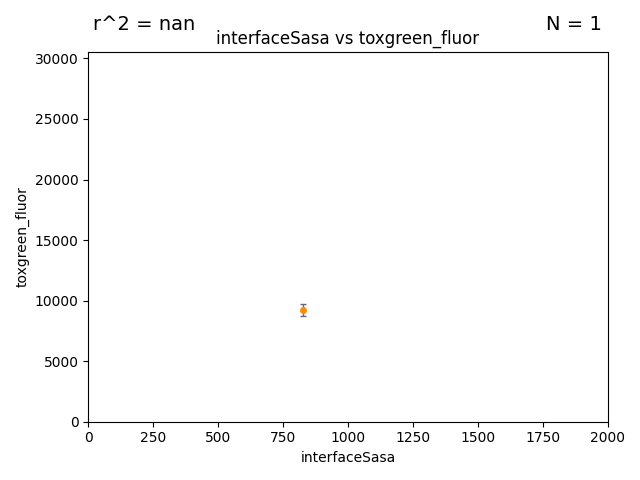 r^2 = nan
N = 1
interfaceSasa vs toxgreen_fluor
30000
25000
20000
15000
10000
5000
0
toxgreen_fluor
0 250 500 750 1000 1250 1500 1750 2000
interfaceSasa